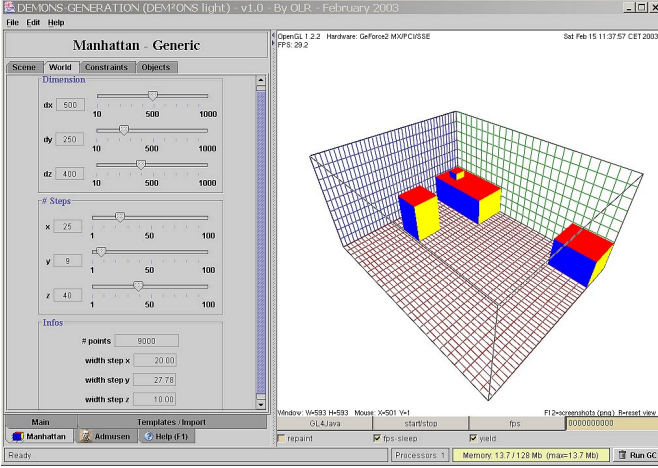 DEMONS-GENERATION (DEM²ONS light) - v1.0 - By OLR - February 2003
File Edit Help
Manhattan - Generic
Scene World Constraints Objects
Dimension
dx 500
10 500 1000
dy 250
10 500 1000
dz 400
10 500 1000
# Steps
x 25
1 50 100
y 9
1 50 100
z 40
1 50 100
Infos
# points 9000
width step x 20.00
width step y 27.78
width step z 10.00
Main Templates / Import
Manhattan Admusen Help (F1)
OpenGL 1.2.2 Hardware: GeForce2 MX/PCI/SSE Sat Feb 15 11:37:57 CET 2003
FPS: 29.2
Window: W=593 H=593 Mouse: X=501 Y=1 F12=screenshots (png) R=reset view
GL4Java start/stop fps 0000000000
repaint fps-sleep yield
Ready. Processors 1 Memory: 13.7 / 128 Mb (max=13.7 Mb) Run GC